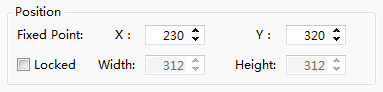 Position
Fixed Point: X : 230 Y : 320
Locked Width: 312 Height: 312